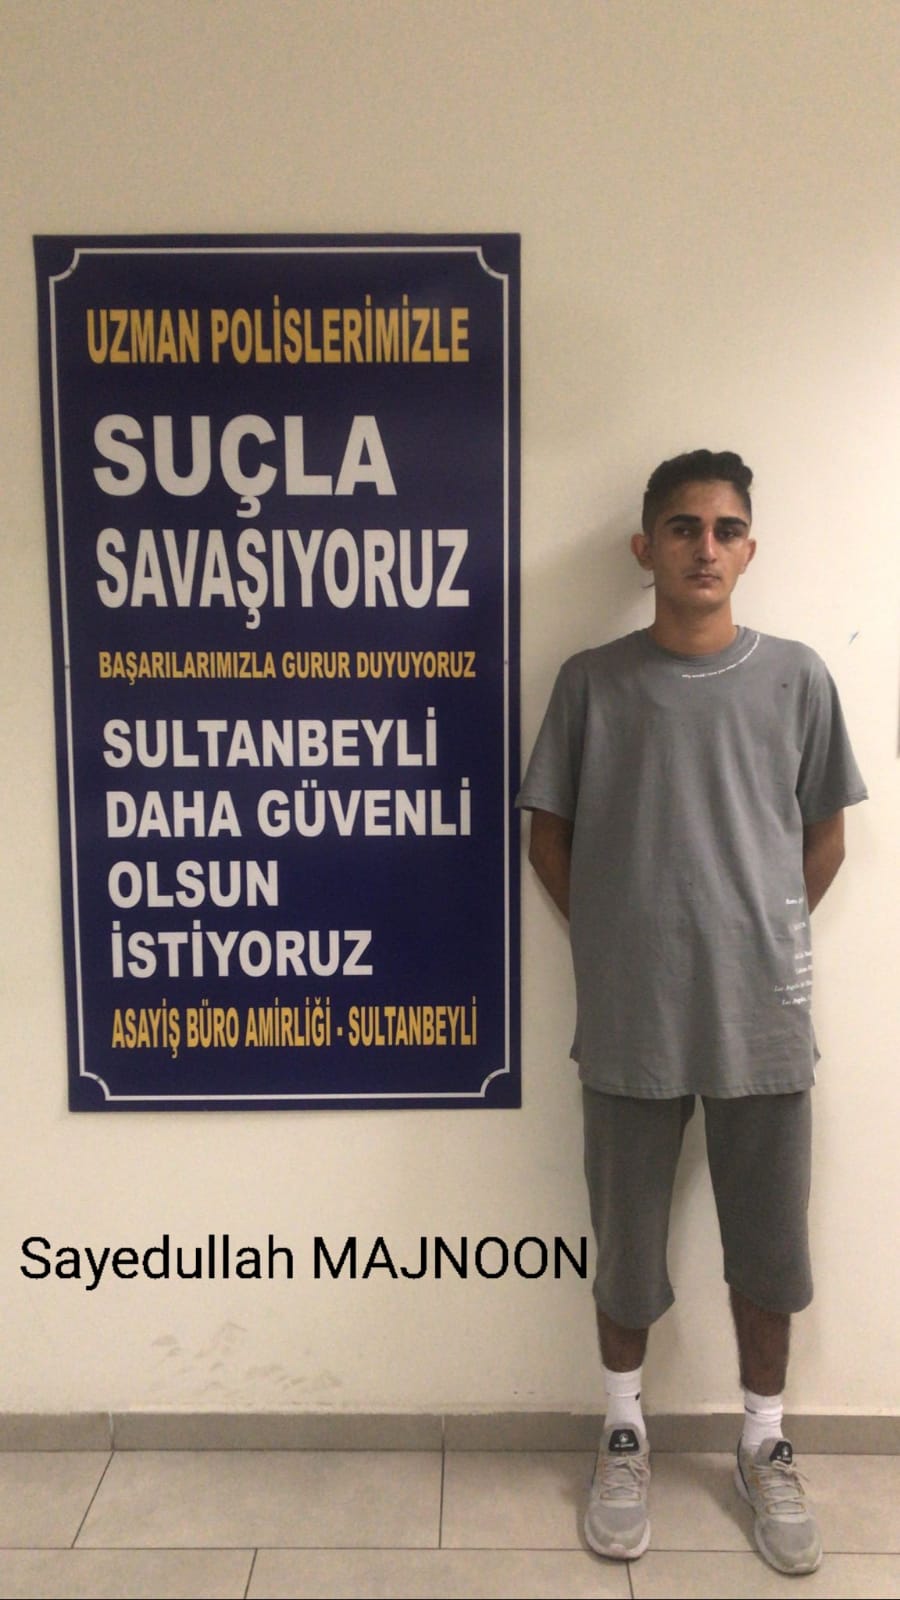 UZMAN POLİSLERİMİZLE
SUÇLA
SAVAŞIYORUZ
BAŞARILARIMIZLA GURUR DUYUYORUZ
SULTANBEYLİ
DAHA GÜVENLİ
OLSUN
İSTİYORUZ
ASAYİŞ BÜRO AMİRLİĞİ - SULTANBEYLİ
Sayedullah MAJNOON